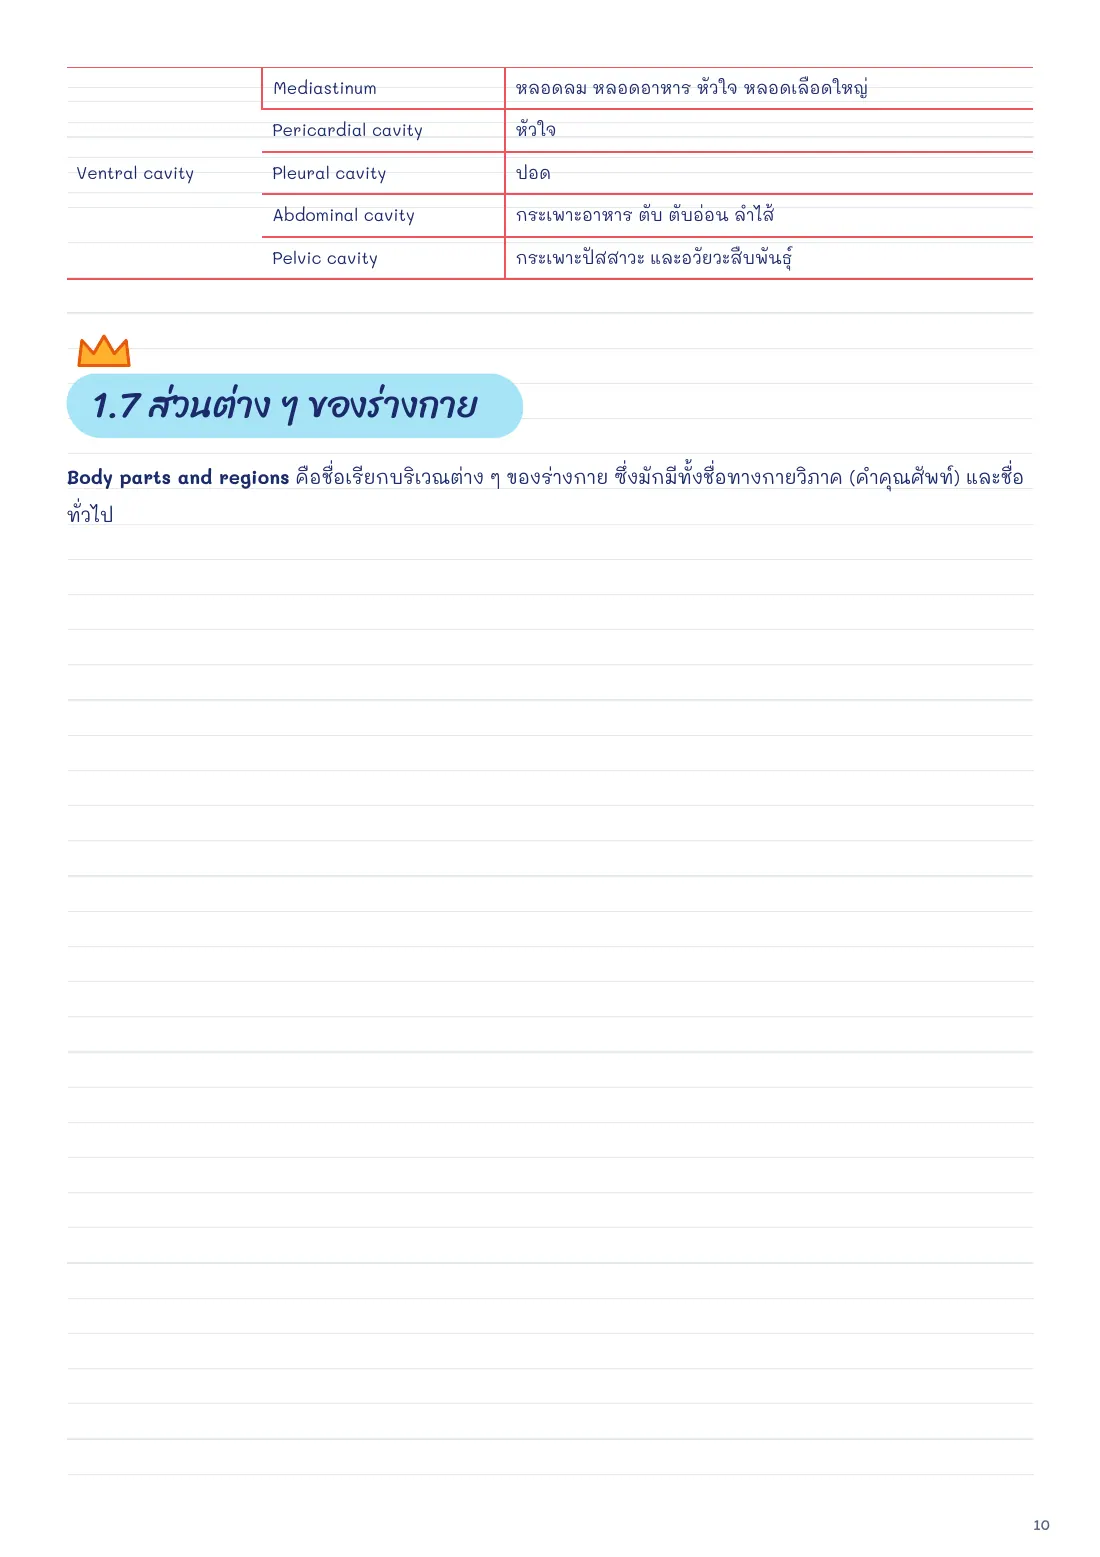 Mediastinum หลอดลม หลอดอาหาร หัวใจ หลอดเลือดใหญ่
Pericardial cavity หัวใจ
Ventral cavity Pleural cavity ปอด
Abdominal cavity กระเพาะอาหาร ตับ ตับอ่อน ลำไส้
Pelvic cavity กระเพาะปัสสาวะ และอวัยวะสืบพันธุ์
1.7 ส่วนต่าง ๆ ของร่างกาย
Body parts and regions คือชื่อเรียกบริเวณต่าง ๆ ของร่างกาย ซึ่งมักมีทั้งชื่อทางกายวิภาค (คำคุณศัพท์) และชื่อ
ทั่วไป
10